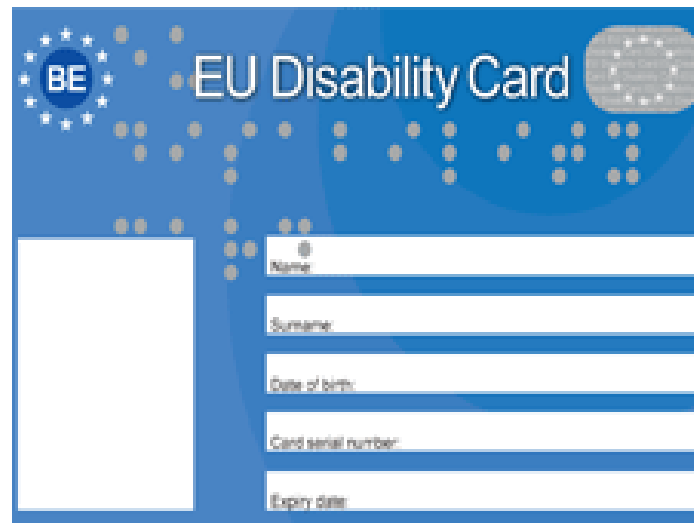 BE
EU Disability Card
Name:
Surname:
Date of birth:
Card serial number:
Expiry date: